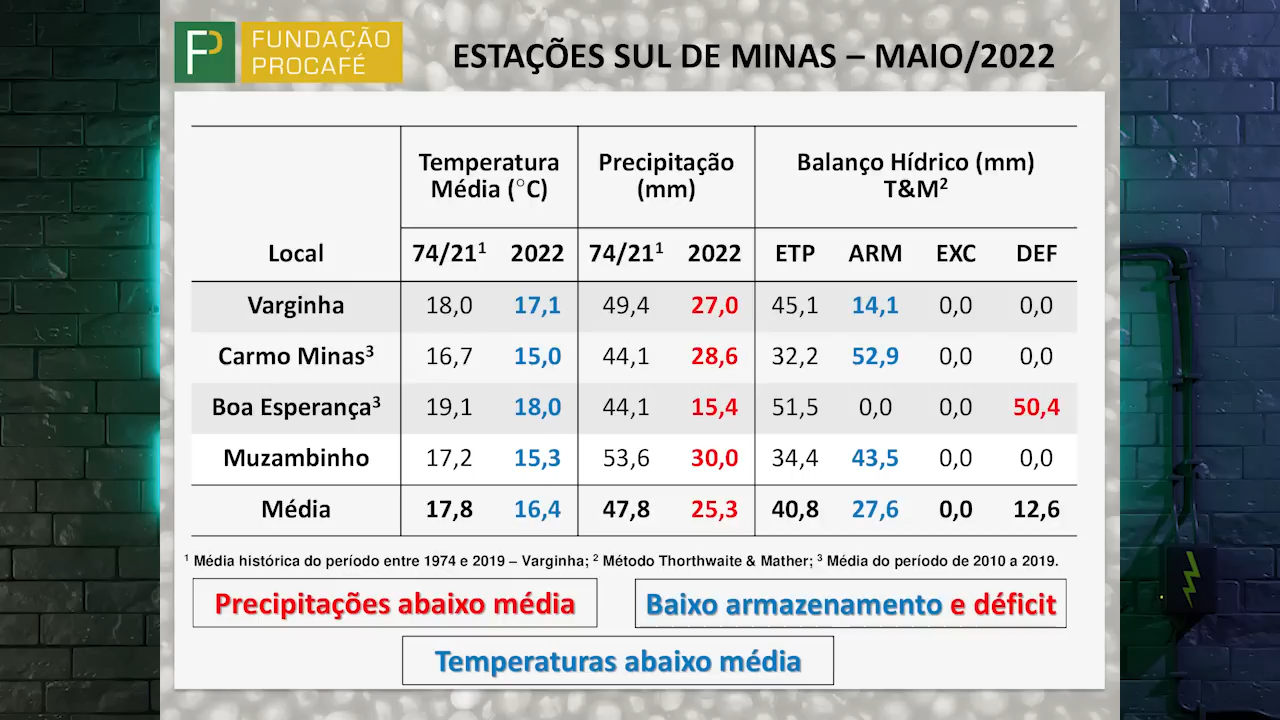 FUNDAÇÃO
PROCAFÉ
ESTAÇÕES SUL DE MINAS – MAIO/2022
Temperatura Média (°C) Precipitação (mm) Balanço Hídrico (mm) T&M²
Local 74/21¹ 2022 74/21¹ 2022 ETP ARM EXC DEF
Varginha 18,0 17,1 49,4 27,0 45,1 14,1 0,0 0,0
Carmo Minas³ 16,7 15,0 44,1 28,6 32,2 52,9 0,0 0,0
Boa Esperança³ 19,1 18,0 44,1 15,4 51,5 0,0 0,0 50,4
Muzambinho 17,2 15,3 53,6 30,0 34,4 43,5 0,0 0,0
Média 17,8 16,4 47,8 25,3 40,8 27,6 0,0 12,6
¹ Média histórica do período entre 1974 e 2019 – Varginha; ² Método Thorthwaite & Mather; ³ Média do período de 2010 a 2019.
Precipitações abaixo média
Baixo armazenamento e déficit
Temperaturas abaixo média